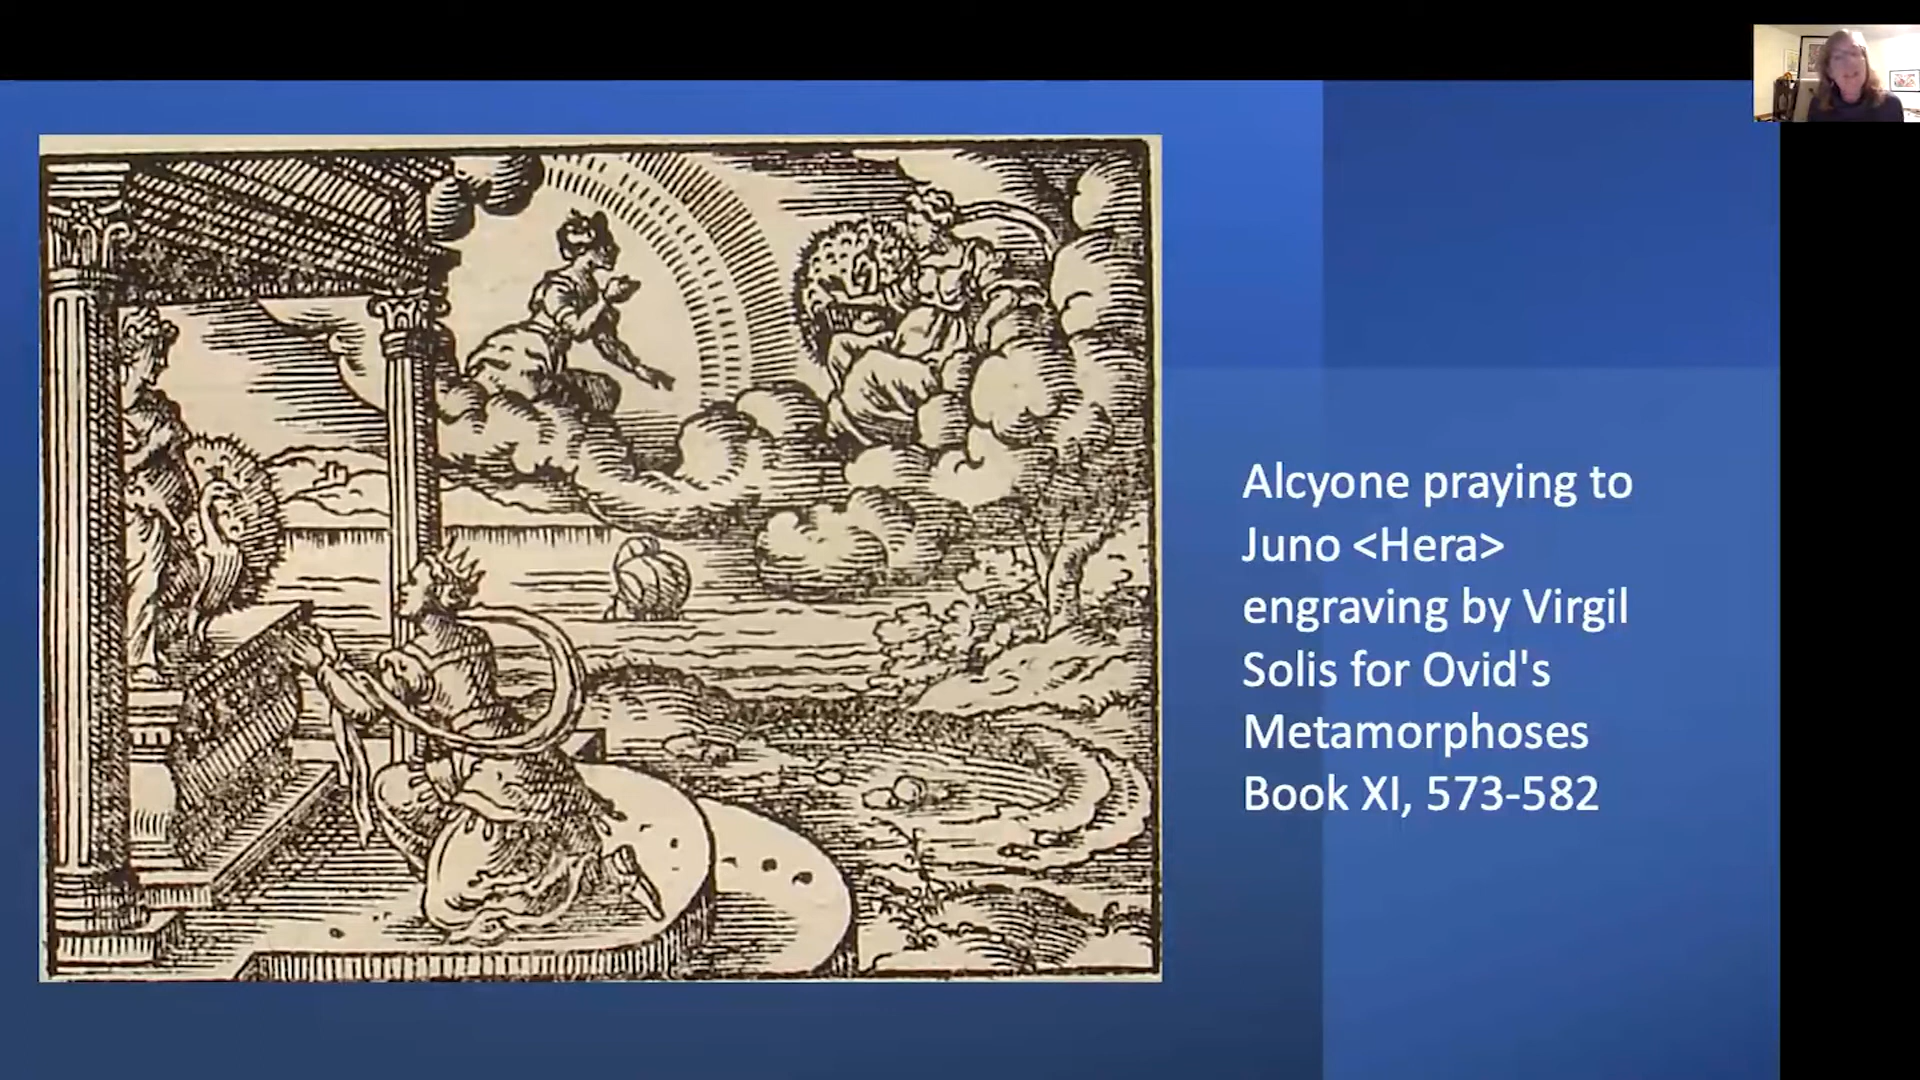 Alcyone praying to
Juno <Hera>
engraving by Virgil
Solis for Ovid's
Metamorphoses
Book XI, 573-582